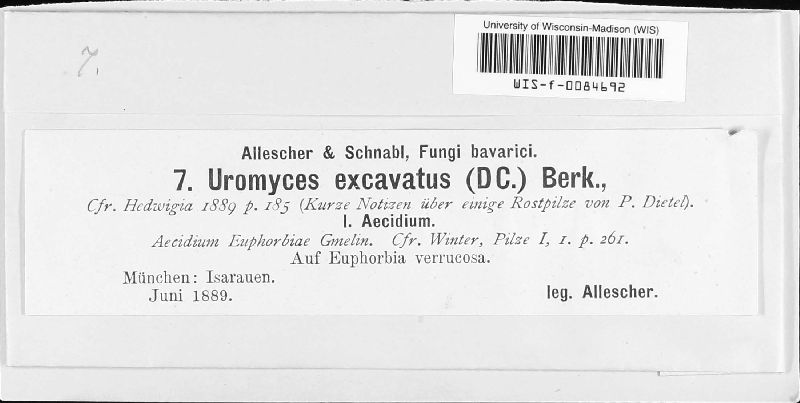 7.
University of Wisconsin-Madison (WIS)
WIS-f-0084692
Allescher & Schnabl, Fungi bavarici.
7. Uromyces excavatus (DC.) Berk.,
Cfr. Hedwigia 1889 p. 185 (Kurze Notizen über einige Rostpilze von P. Dietel).
I. Aecidium.
Aecidium Euphorbiae Gmelin. Cfr. Winter, Pilze I, 1. p. 261.
Auf Euphorbia verrucosa.
München: Isarauen.
Juni 1889.
leg. Allescher.